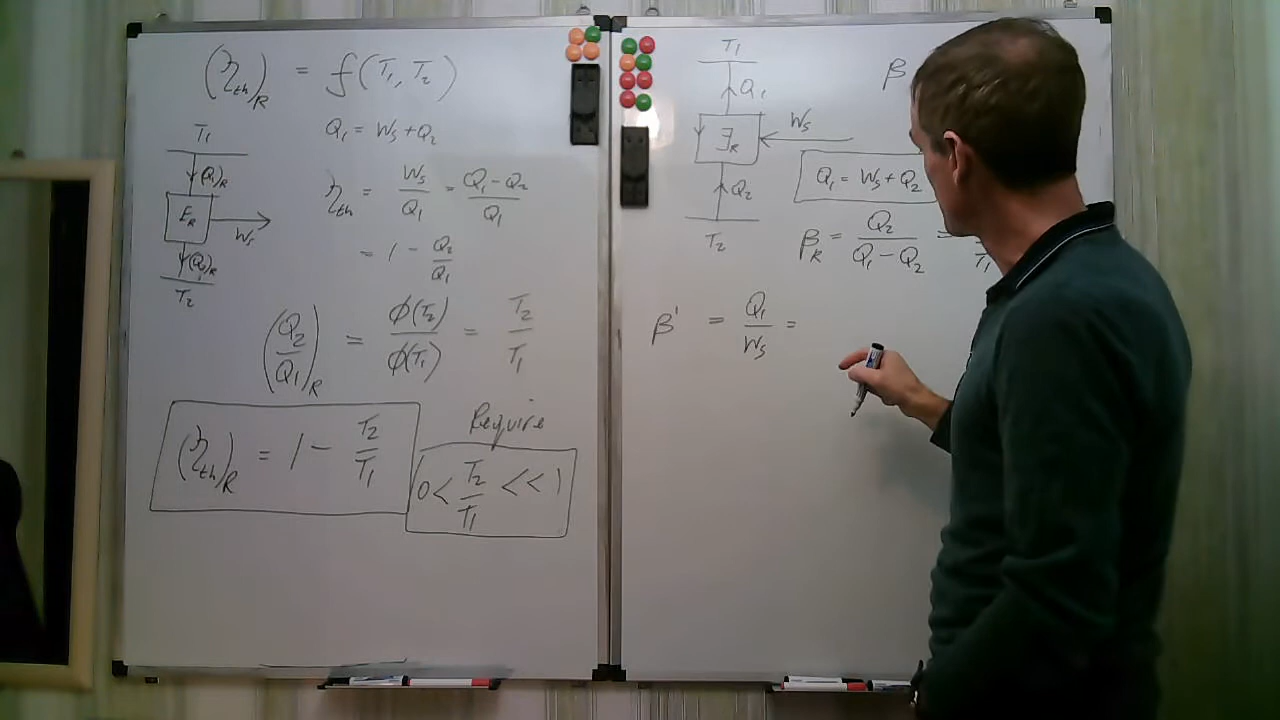 (η_th)_R = f(T₁, T₂)
Q₁ = W_S + Q₂
T₁
(Q₁)_R
E_R
W_S
(Q₂)_R
T₂
η_th = W_S/Q₁ = (Q₁ − Q₂)/Q₁
= 1 − Q₂/Q₁
(Q₂/Q₁)_R = ϕ(T₂)/ϕ(T₁) = T₂/T₁
(η_th)_R = 1 − T₂/T₁
Require
0 < T₂/T₁ << 1
T₁
Q₁
W_S
∃_R
Q₂
T₂
β
Q₁ = W_S + Q₂
β_R = Q₂/(Q₁ − Q₂) =
β' = Q₁/W_S =